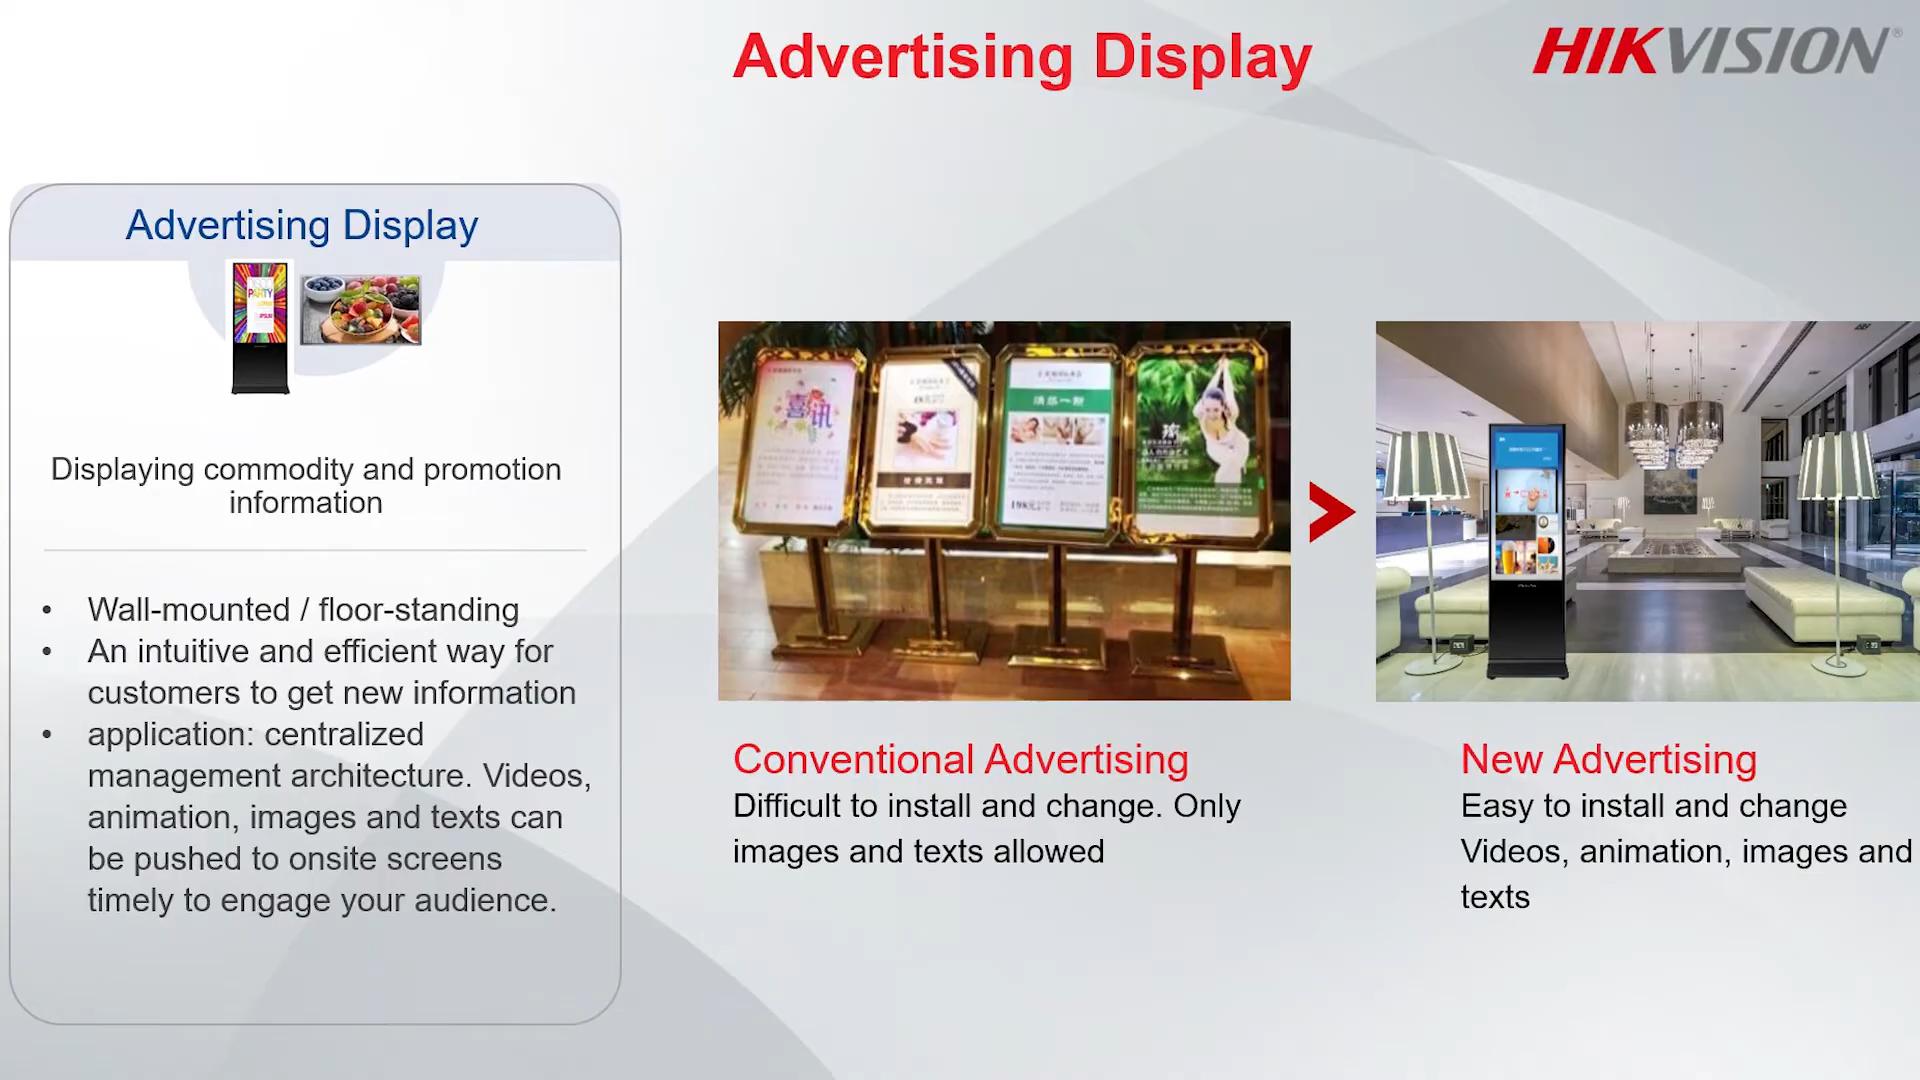 Advertising Display
HIKVISION®
Advertising Display
PARTY
Displaying commodity and promotion
information
• Wall-mounted / floor-standing
• An intuitive and efficient way for
customers to get new information
• application: centralized
management architecture. Videos,
animation, images and texts can
be pushed to onsite screens
timely to engage your audience.
喜讯
Conventional Advertising
Difficult to install and change. Only
images and texts allowed
New Advertising
Easy to install and change
Videos, animation, images and
texts